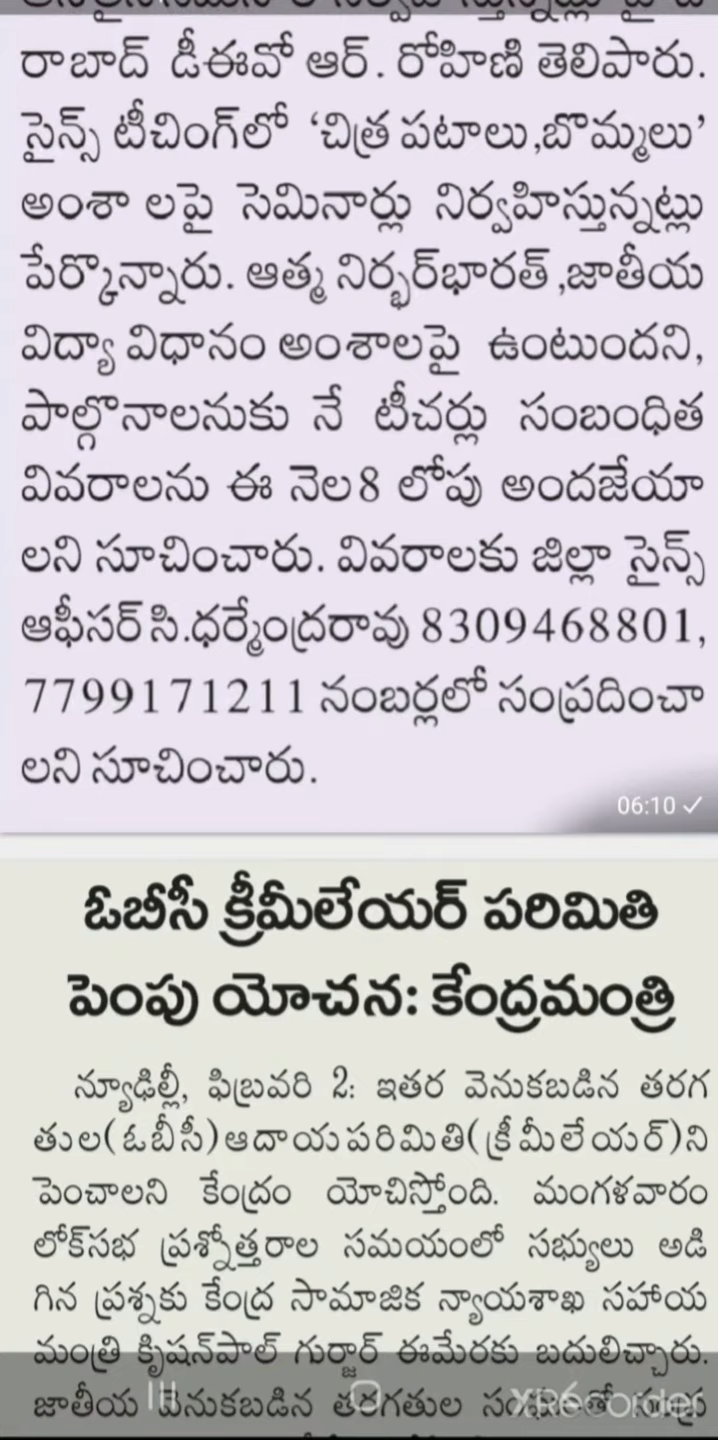 రాబాద్ డీఈవో ఆర్. రోహిణి తెలిపారు.
సైన్స్ టీచింగ్‌లో ‘చిత్ర పటాలు,బొమ్మలు’
అంశా లపై సెమినార్లు నిర్వహిస్తున్నట్లు
పేర్కొన్నారు. ఆత్మ నిర్భర్‌భారత్ ,జాతీయ
విద్యా విధానం అంశాలపై ఉంటుందని,
పాల్గొనాలనుకు నే టీచర్లు సంబంధిత
వివరాలను ఈ నెల 8 లోపు అందజేయా
లని సూచించారు. వివరాలకు జిల్లా సైన్స్
ఆఫీసర్ సి.ధర్మేంద్రరావు 8309468801,
7799171211 నంబర్లలో సంప్రదించా
లని సూచించారు.
06:10
ఓబీసీ క్రీమీలేయర్ పరిమితి
పెంపు యోచన: కేంద్రమంత్రి
న్యూఢిల్లీ, ఫిబ్రవరి 2: ఇతర వెనుకబడిన తరగ
తుల(ఓబీసీ)ఆదాయపరిమితి(క్రీమీలేయర్)ని
పెంచాలని కేంద్రం యోచిస్తోంది. మంగళవారం
లోక్‌సభ ప్రశ్నోత్తరాల సమయంలో సభ్యులు అడి
గిన ప్రశ్నకు కేంద్ర సామాజిక న్యాయశాఖ సహాయ
మంత్రి క్రిషన్‌పాల్ గుర్జార్ ఈమేరకు బదులిచ్చారు.
జాతీయ వెనుకబడిన తరగతుల
XRecorder